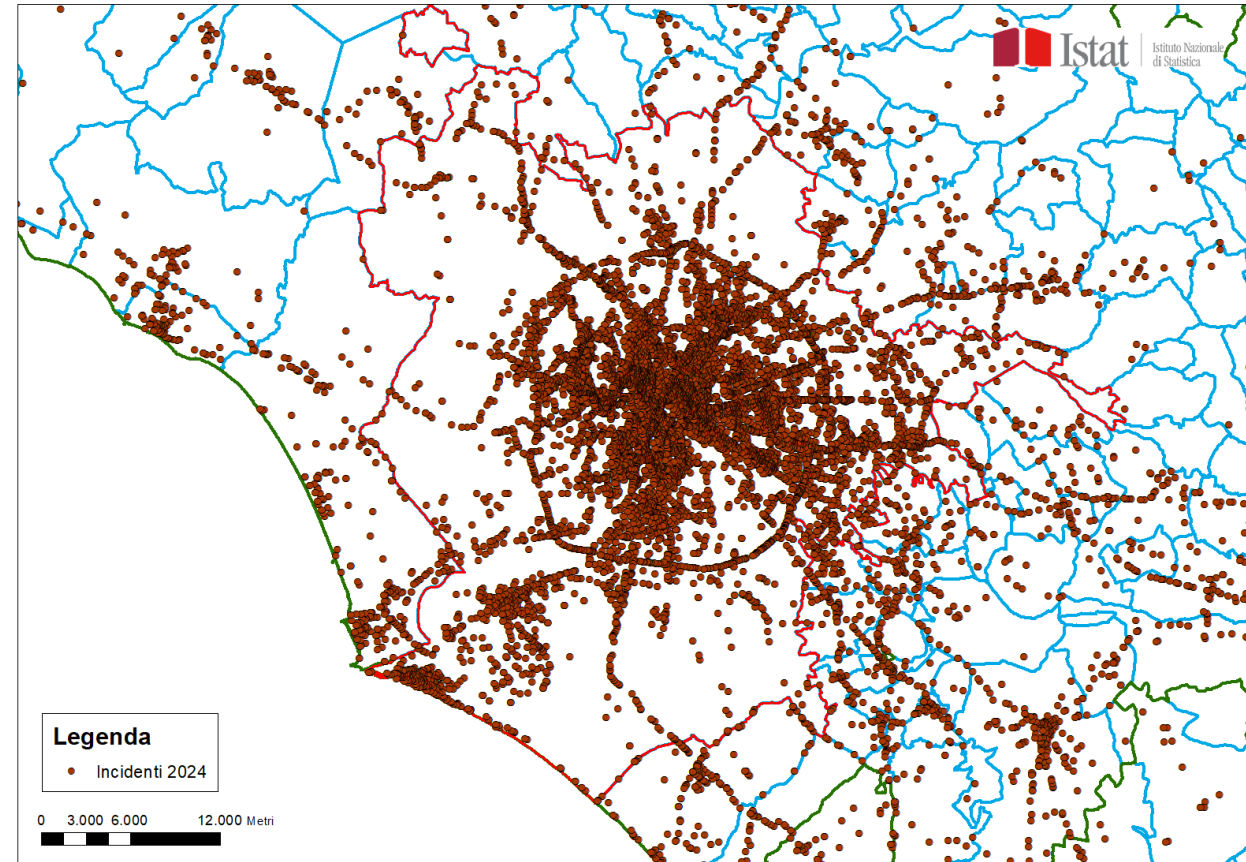 Istat
Istituto Nazionale
di Statistica
Legenda
Incidenti 2024
0 3.000 6.000 12.000 Metri